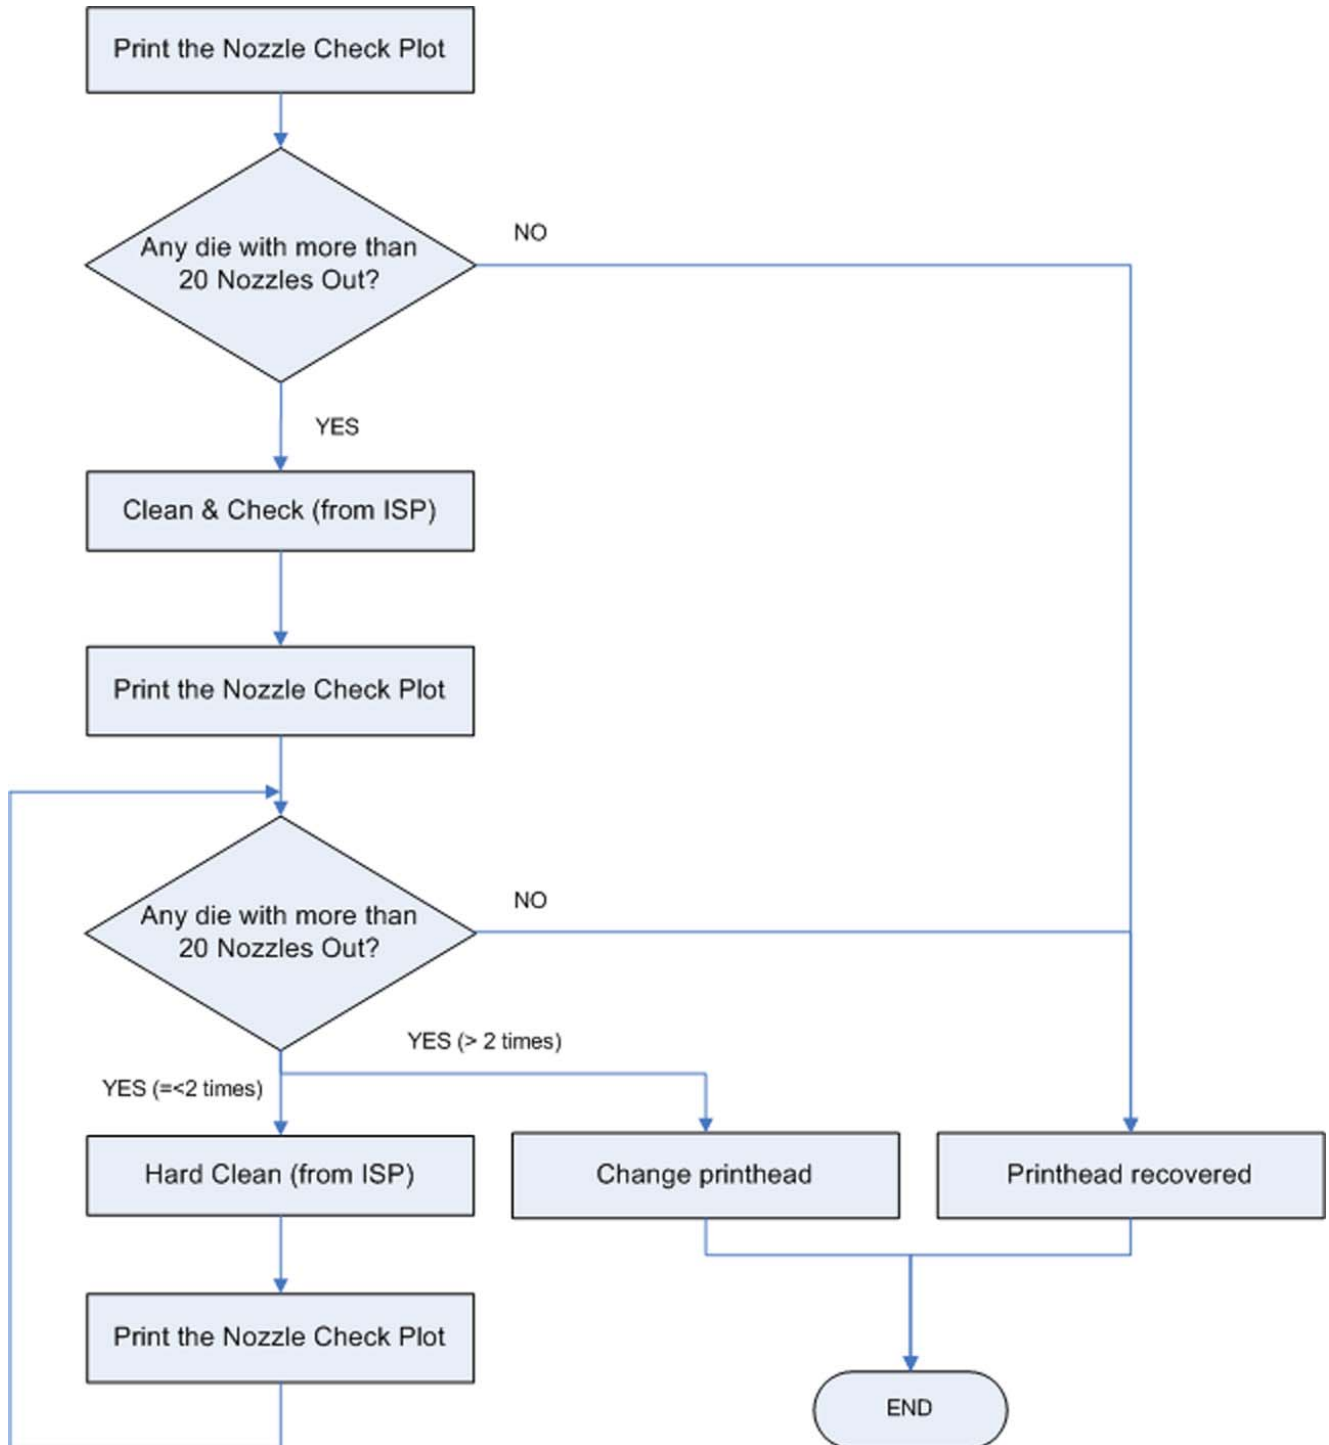 Print the Nozzle Check Plot
Any die with more than
20 Nozzles Out?
NO
YES
Clean & Check (from ISP)
Print the Nozzle Check Plot
Any die with more than
20 Nozzles Out?
NO
YES (> 2 times)
YES (=<2 times)
Hard Clean (from ISP)
Change printhead
Printhead recovered
Print the Nozzle Check Plot
END